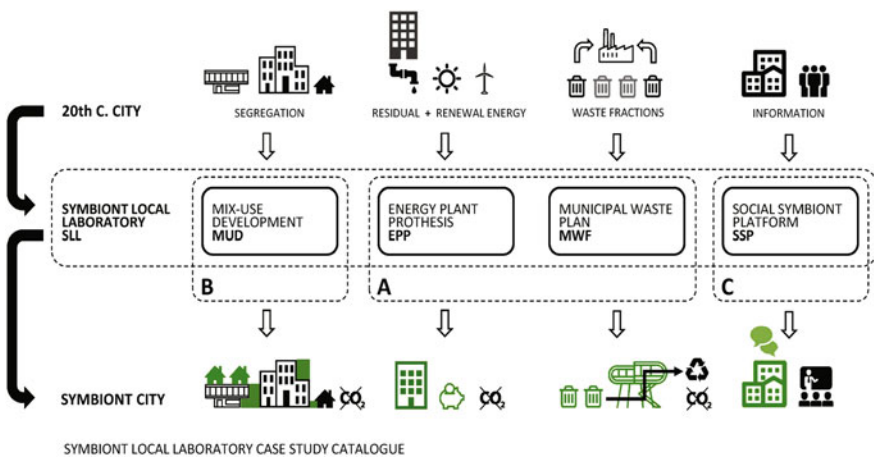 20th C. CITY
SEGREGATION
RESIDUAL + RENEWAL ENERGY
WASTE FRACTIONS
INFORMATION
SYMBIONT LOCAL
LABORATORY
SLL
MIX-USE
DEVELOPMENT
MUD
ENERGY PLANT
PROTHESIS
EPP
MUNICIPAL WASTE
PLAN
MWF
SOCIAL SYMBIONT
PLATFORM
SSP
B
A
C
SYMBIONT CITY
CO2
CO2
CO2
SYMBIONT LOCAL LABORATORY CASE STUDY CATALOGUE